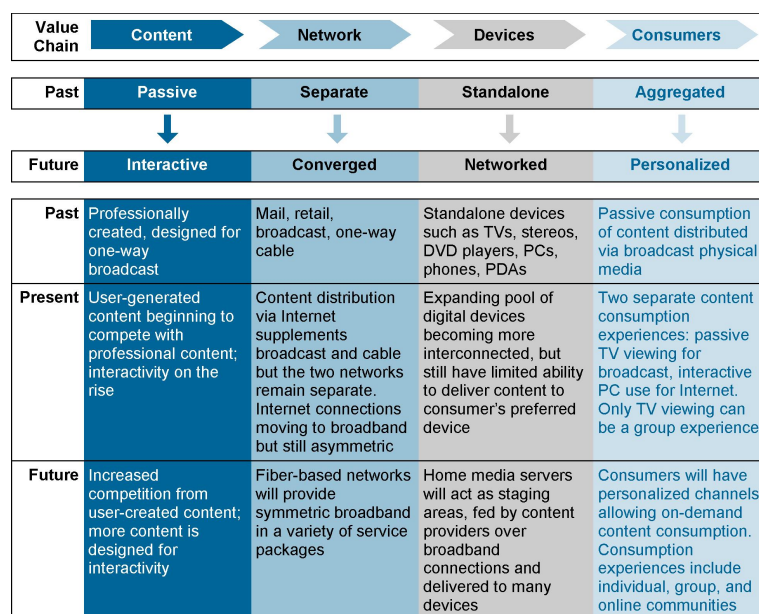 Value Chain
Content
Network
Devices
Consumers
Past
Passive
Separate
Standalone
Aggregated
Future
Interactive
Converged
Networked
Personalized
Past
Professionally
created, designed for
one-way
broadcast
Mail, retail,
broadcast, one-way
cable
Standalone devices
such as TVs, stereos,
DVD players, PCs,
phones, PDAs
Passive consumption
of content distributed
via broadcast physical
media
Present
User-generated
content beginning to
compete with
professional content;
interactivity on the
rise
Content distribution
via Internet
supplements
broadcast and cable
but the two networks
remain separate.
Internet connections
moving to broadband
but still asymmetric
Expanding pool of
digital devices
becoming more
interconnected, but
still have limited ability
to deliver content to
consumer's preferred
device
Two separate content
consumption
experiences: passive
TV viewing for
broadcast, interactive
PC use for Internet.
Only TV viewing can
be a group experience
Future
Increased
competition from
user-created content;
more content is
designed for
interactivity
Fiber-based networks
will provide
symmetric broadband
in a variety of service
packages
Home media servers
will act as staging
areas, fed by content
providers over
broadband
connections and
delivered to many
devices
Consumers will have
personalized channels
allowing on-demand
content consumption.
Consumption
experiences include
individual, group, and
online communities